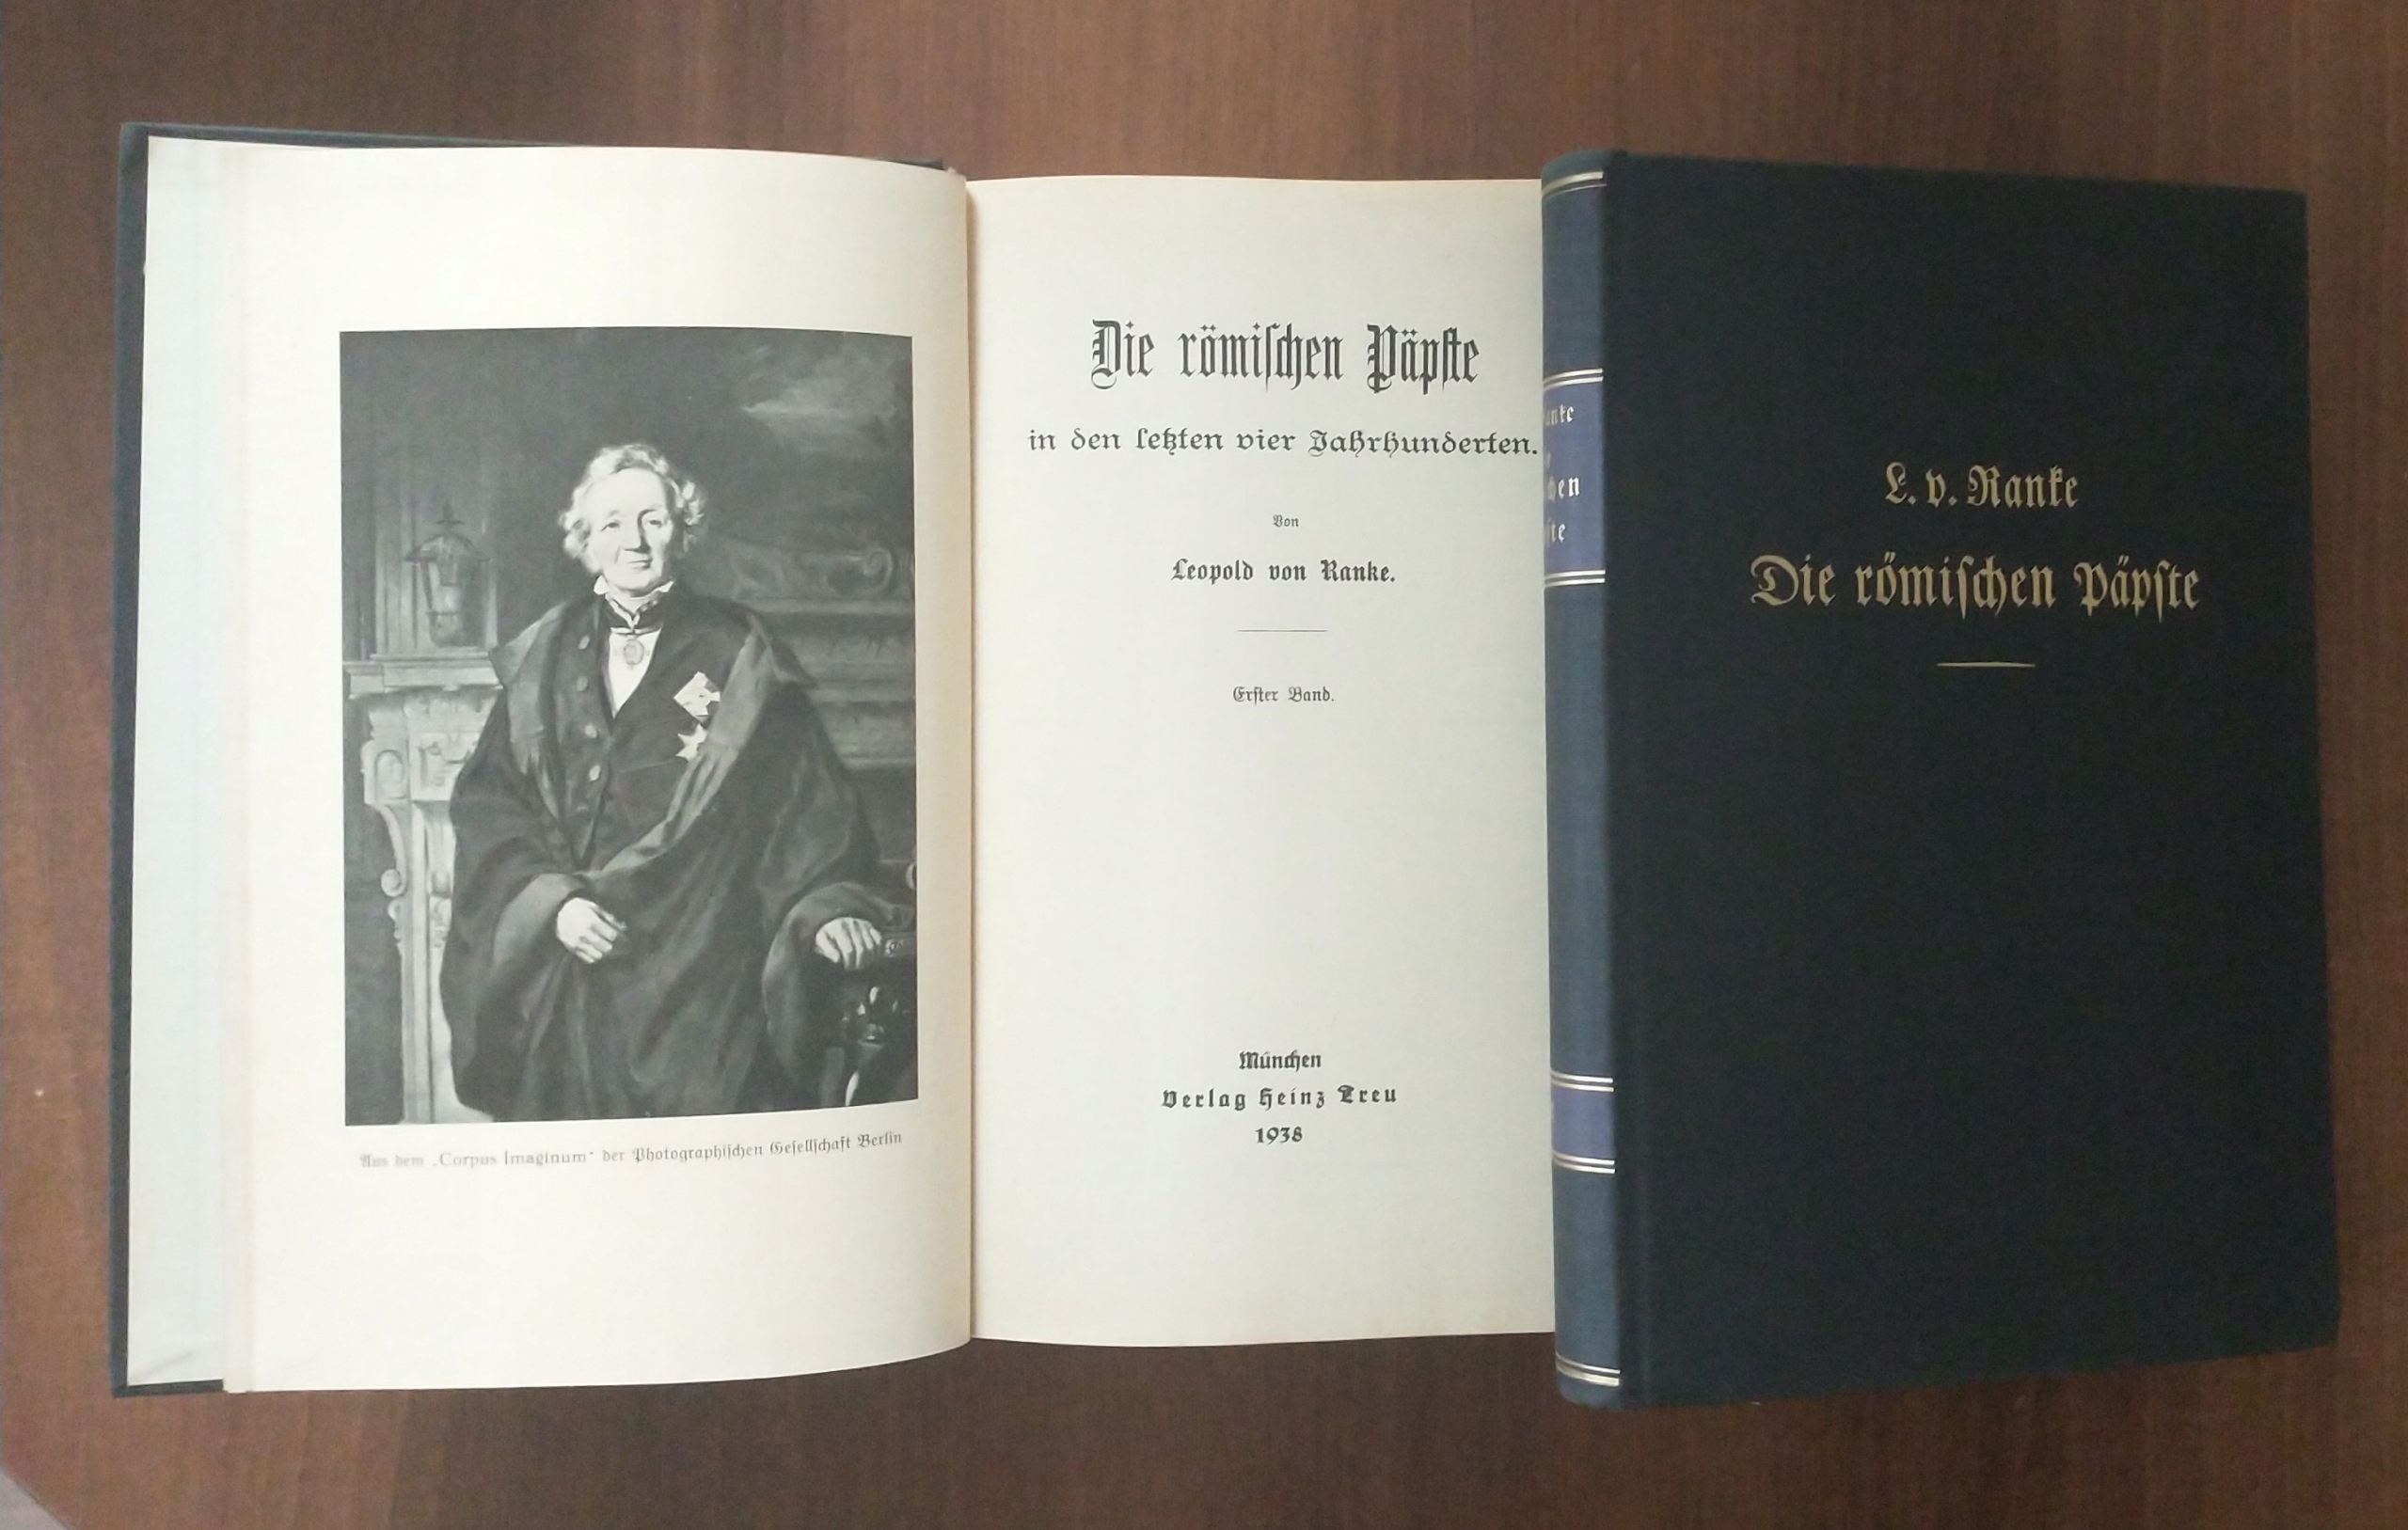 Aus dem „Corpus Imaginum“ der Photographischen Gesellschaft Berlin
Die römiſchen Päpſte
in den letzten vier Jahrhunderten.
Von
Leopold von Ranke.
Erſter Band.
München
Verlag Heinz Treu
1938
L. v. Ranke
Die römiſchen Päpſte